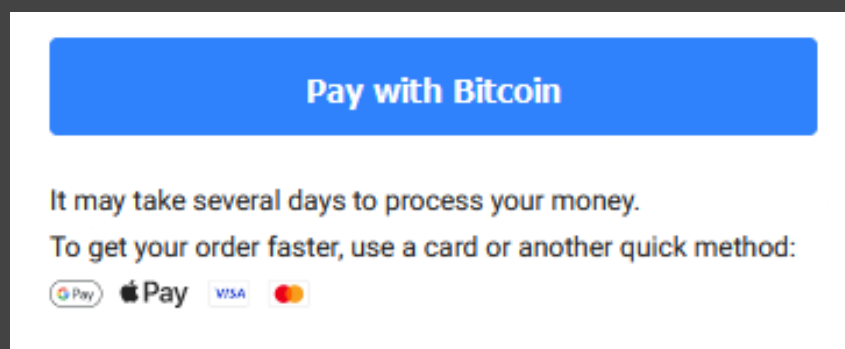 Pay with Bitcoin
It may take several days to process your money.
To get your order faster, use a card or another quick method:
G Pay Pay VISA